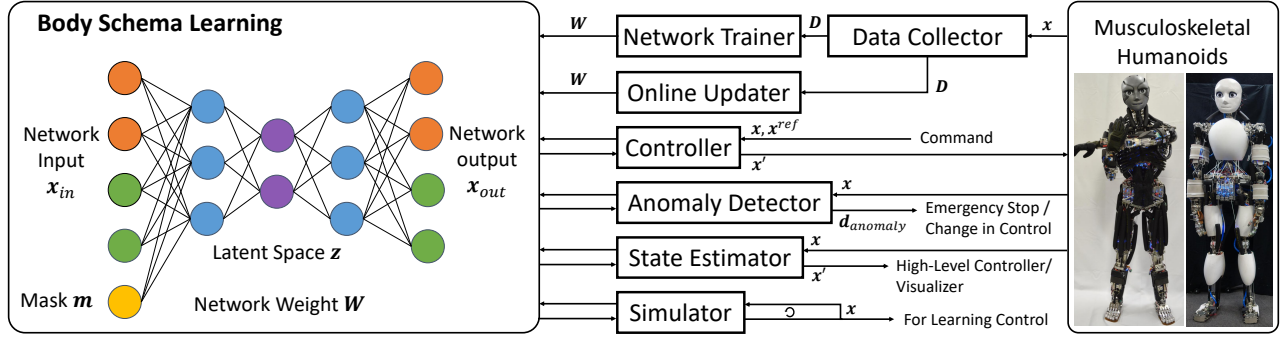 Body Schema Learning
Network
Input
x_in
Mask m
Latent Space z
Network Weight W
Network
output
x_out
W
Network Trainer
D
Data Collector
x
W
Online Updater
D
Controller
x, x^ref
Command
x′
Anomaly Detector
x
d_anomaly
Emergency Stop /
Change in Control
State Estimator
x
x′
High-Level Controller/
Visualizer
Simulator
x
For Learning Control
Musculoskeletal
Humanoids